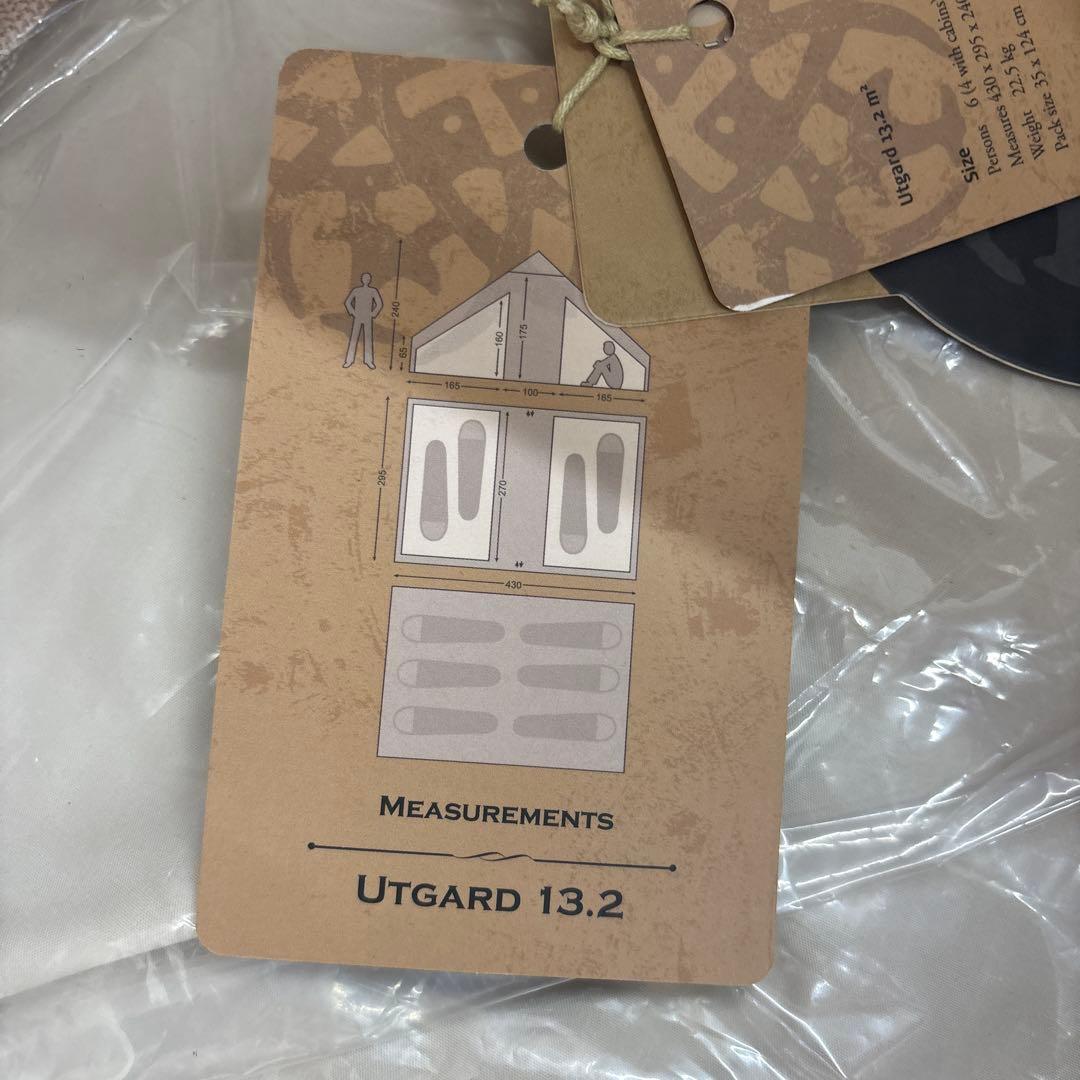 Utgard 13.2 m²
Size
Persons 6 (4 with cabins)
Measures 430 x 295 x 240
Weight 22.5 kg
Pack size 35 x 124 cm
240
65
160
175
165
100
165
295
270
430
MEASUREMENTS
UTGARD 13.2